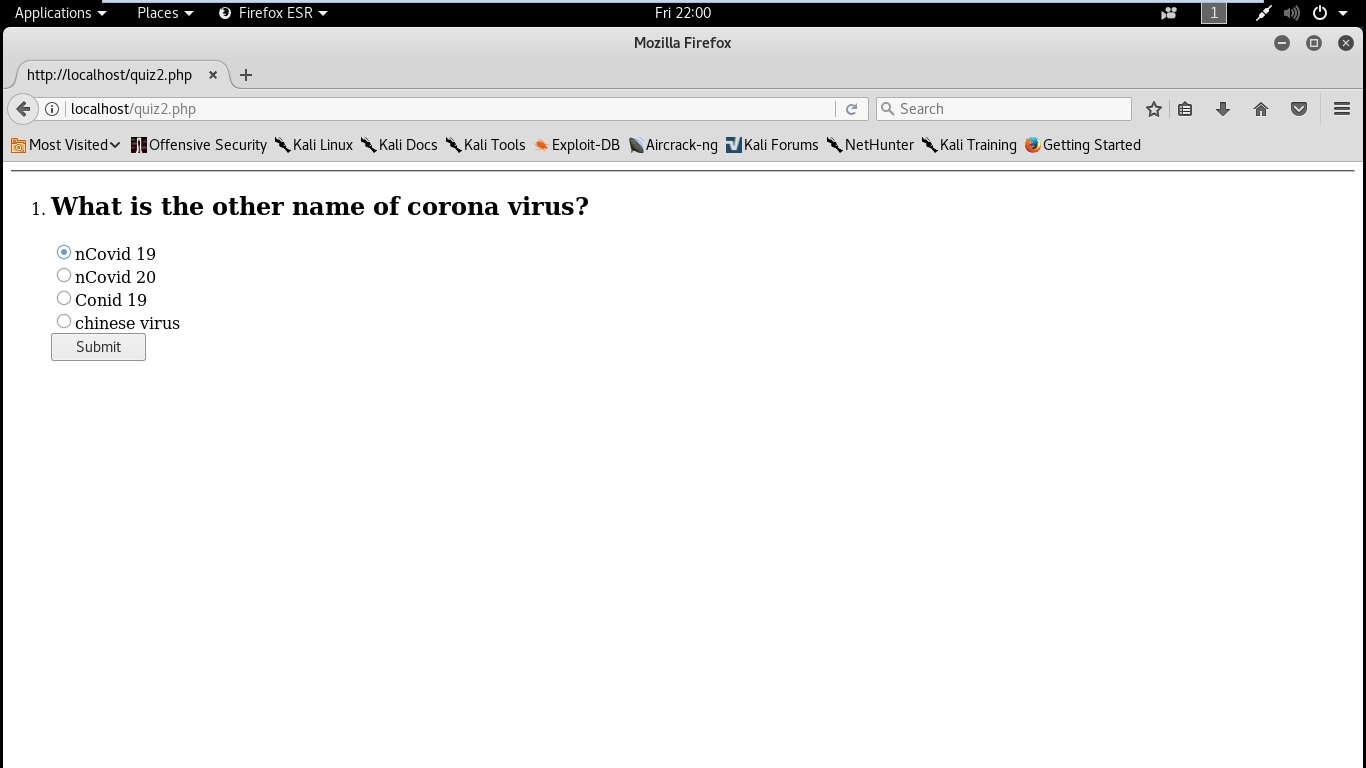 Applications Places Firefox ESR Fri 22:00 1
Mozilla Firefox
http://localhost/quiz2.php
localhost/quiz2.php Search
Most Visited Offensive Security Kali Linux Kali Docs Kali Tools Exploit-DB Aircrack-ng Kali Forums NetHunter Kali Training Getting Started
1. What is the other name of corona virus?
nCovid 19
nCovid 20
Conid 19
chinese virus
Submit